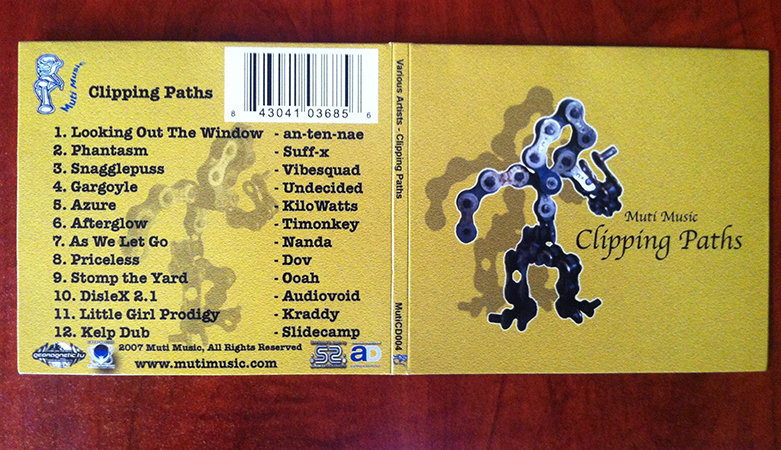 Muti Music
Clipping Paths
8 43041 03685 6
1. Looking Out The Window - an-ten-nae
2. Phantasm - Suff-x
3. Snagglepuss - Vibesquad
4. Gargoyle - Undecided
5. Azure - KiloWatts
6. Afterglow - Timonkey
7. As We Let Go - Nanda
8. Priceless - Dov
9. Stomp the Yard - Ooah
10. DisleX 2.1 - Audiovoid
11. Little Girl Prodigy - Kraddy
12. Kelp Dub - Slidecamp
2007 Muti Music, All Rights Reserved
www.mutimusic.com
geomagnetic.tv
Various Artists - Clipping Paths
MutiCD004
Muti Music
Clipping Paths